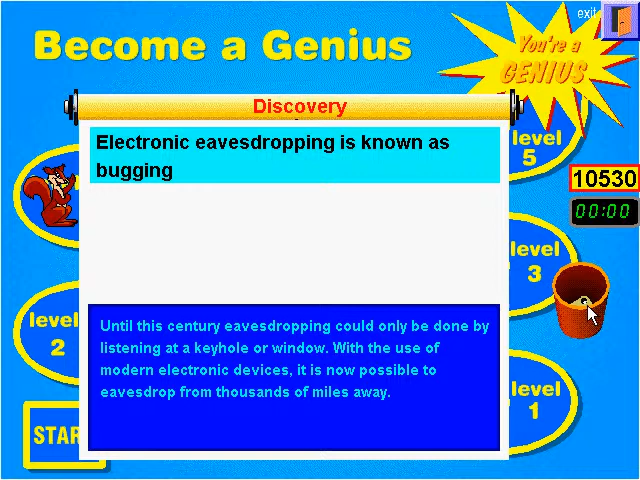 exit
Become a Genius
You're a
GENIUS
Discovery
Electronic eavesdropping is known as
bugging
level
5
10530
00:00
level
3
Until this century eavesdropping could only be done by
listening at a keyhole or window. With the use of
modern electronic devices, it is now possible to
eavesdrop from thousands of miles away.
level
2
level
1
STAR